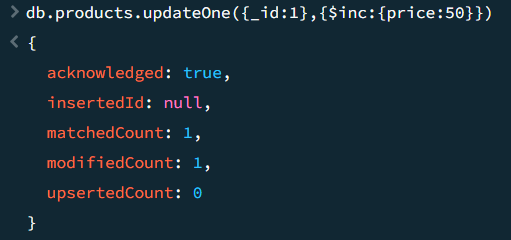 > db.products.updateOne({_id:1},{$inc:{price:50}})
< {
acknowledged: true,
insertedId: null,
matchedCount: 1,
modifiedCount: 1,
upsertedCount: 0
}